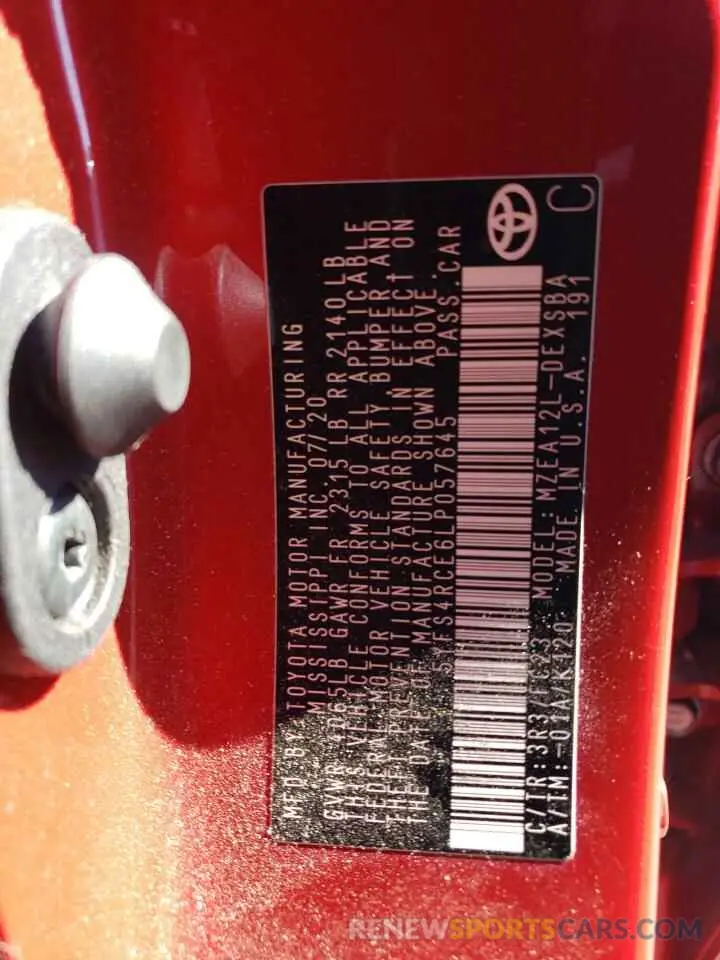 MFD BY: TOYOTA MOTOR MANUFACTURING
MISSISSIPPI INC. 07/20
GVWR LB GAWR FR 2315 LB RR 2140 LB
THIS VEHICLE CONFORMS TO ALL APPLICABLE
FEDERAL MOTOR VEHICLE SAFETY, BUMPER AND
THEFT PREVENTION STANDARDS IN EFFECT ON
THE DATE OF MANUFACTURE SHOWN ABOVE.
5YFS4RCE6LP057645 PASS. CAR
C/TR: 3R3/FC23 MODEL: MZEA12L-DEXSBA
A/TM: -01A/K120 MADE IN U.S.A. 191
C
RENEWSPORTSCARS.COM